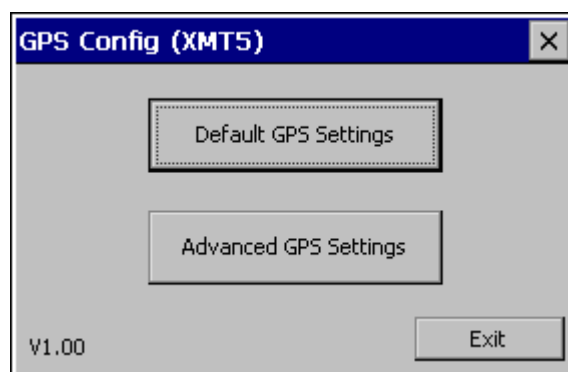 GPS Config (XMT5)
Default GPS Settings
Advanced GPS Settings
V1.00
Exit